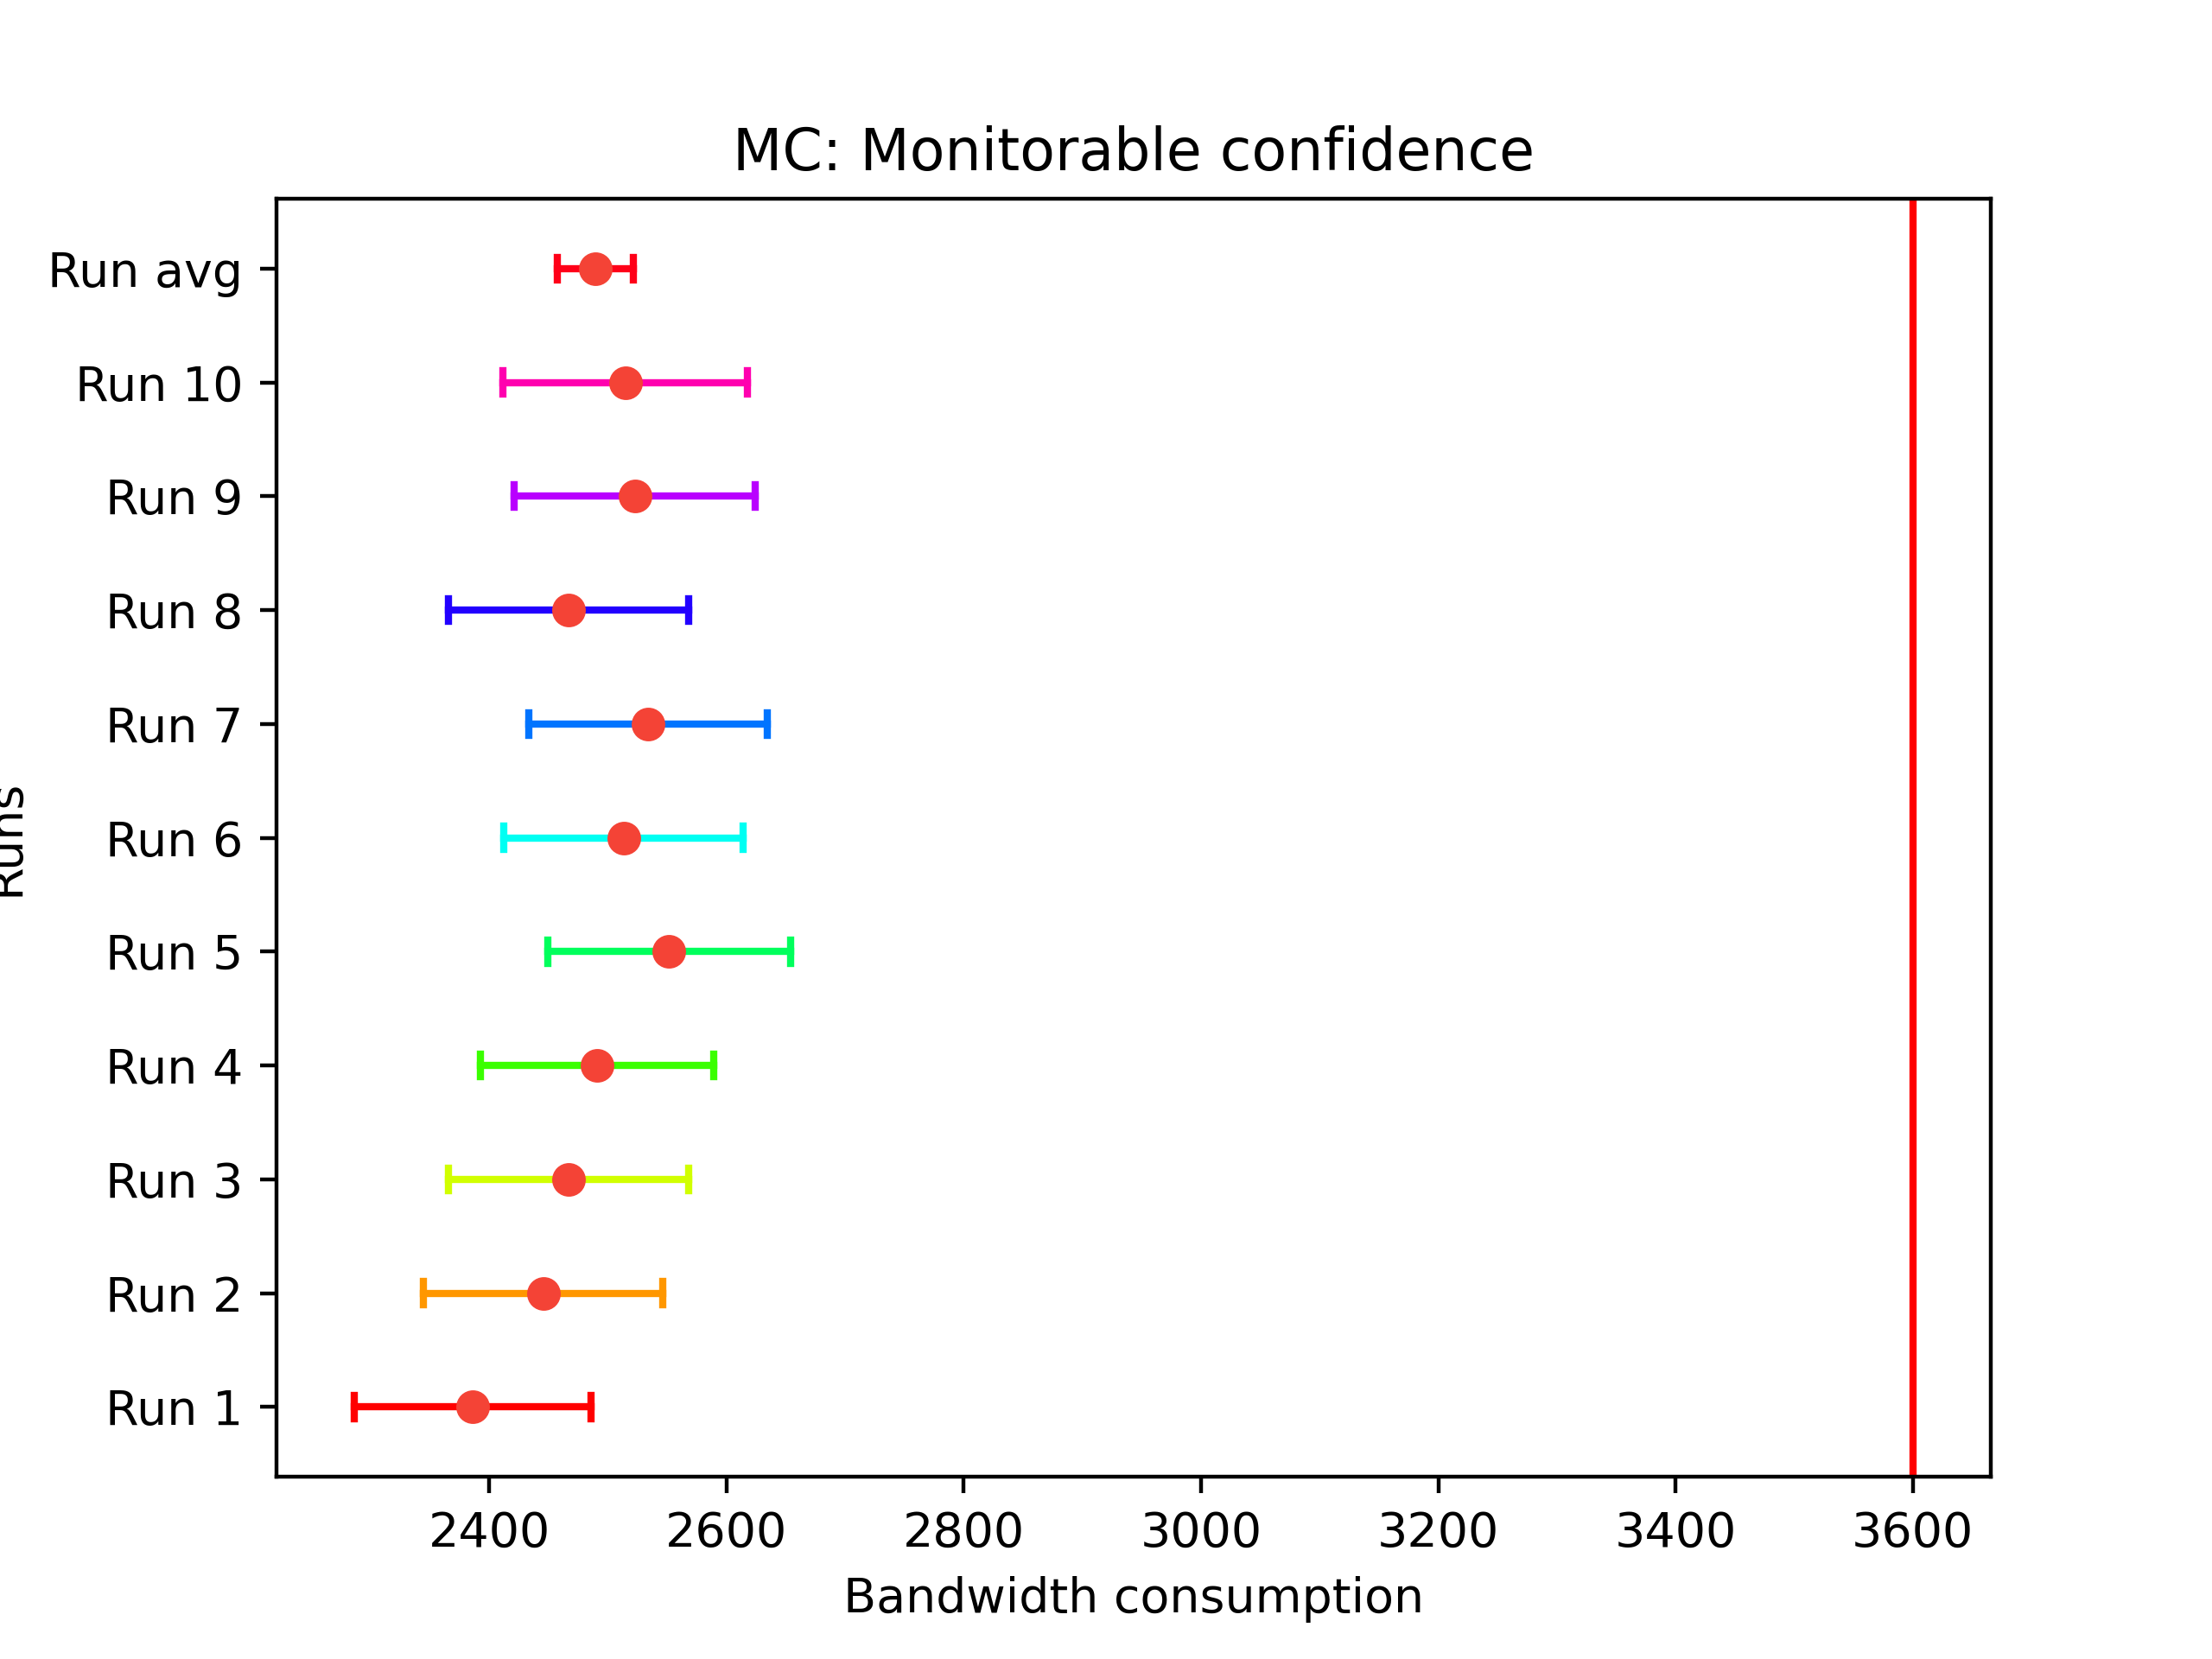 MC: Monitorable confidence
Run avg
Run 10
Run 9
Run 8
Run 7
Run 6
Run 5
Run 4
Run 3
Run 2
Run 1
Runs
2400 2600 2800 3000 3200 3400 3600
Bandwidth consumption